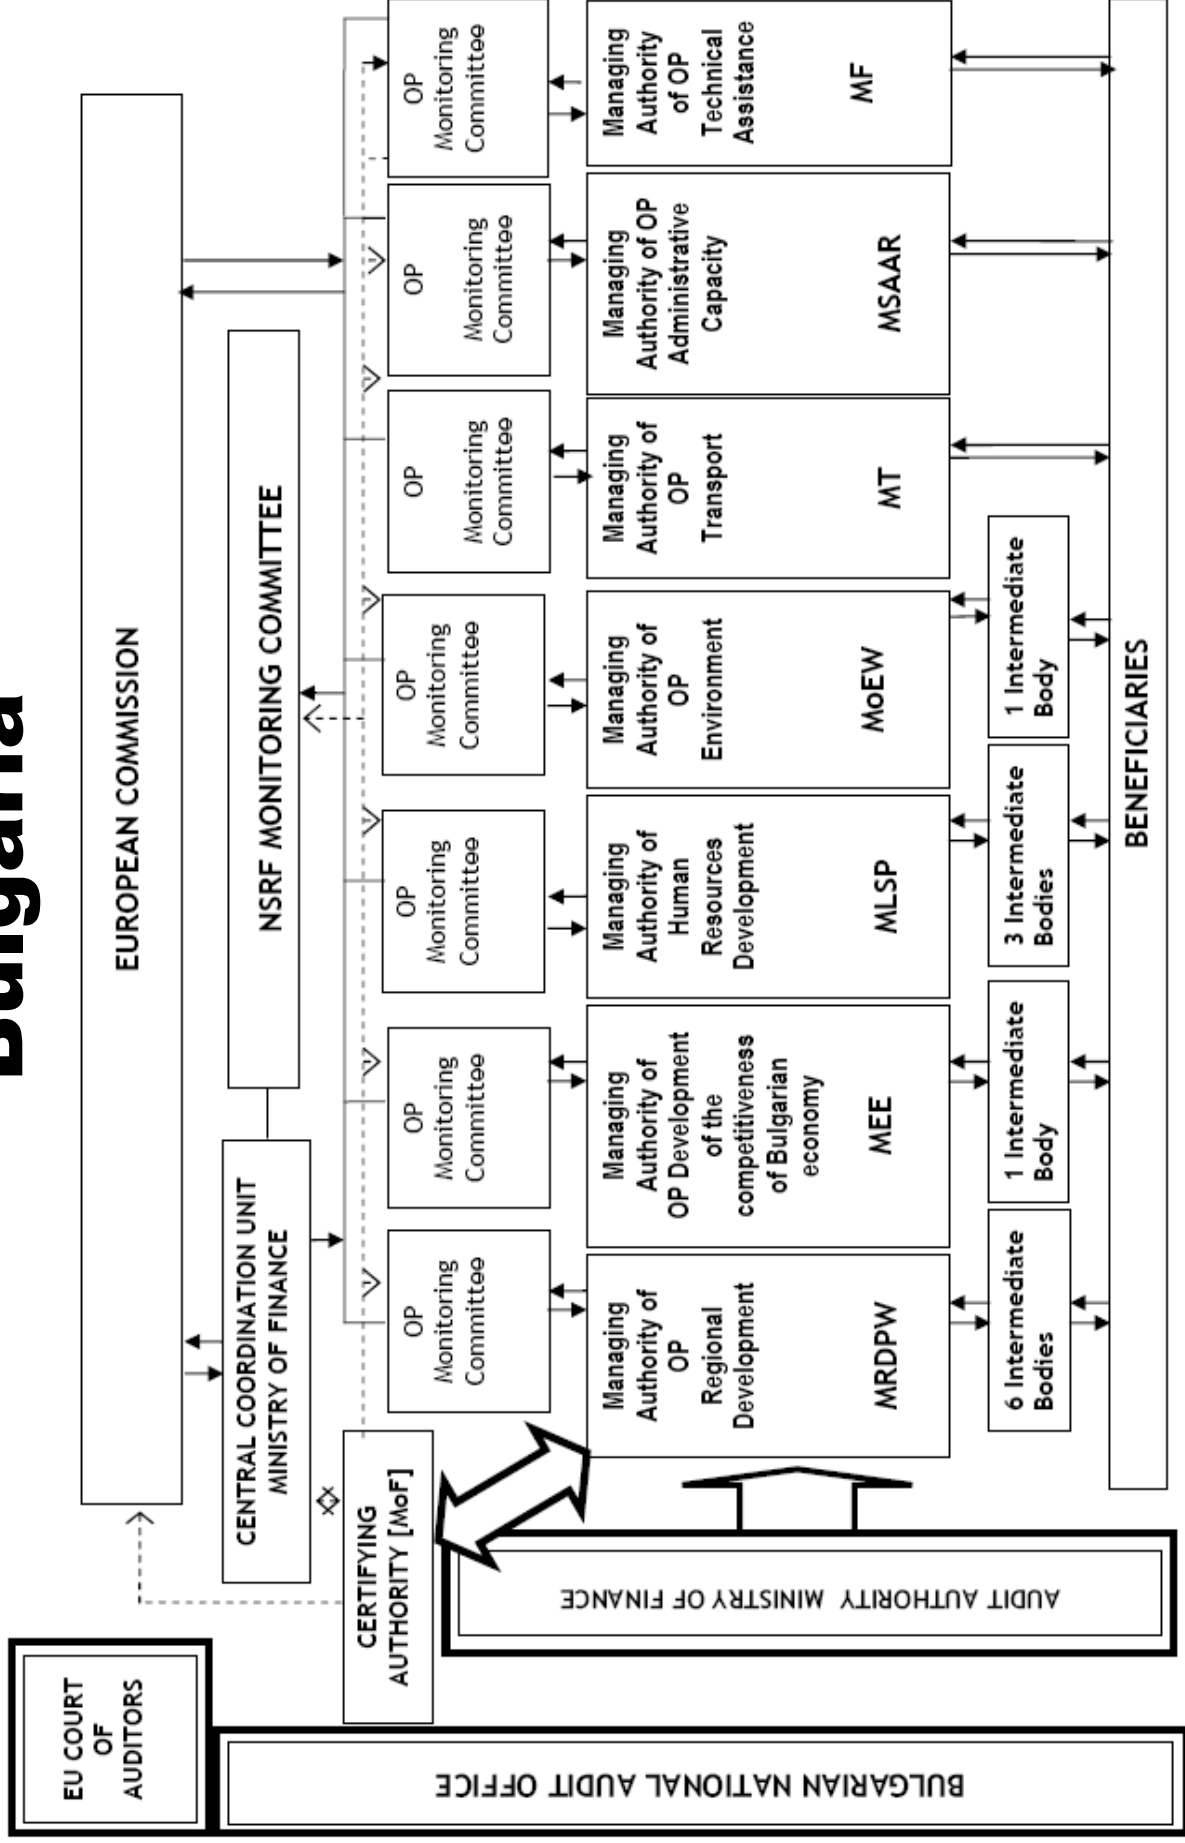 Bulgaria
EUROPEAN COMMISSION
EU COURT
OF
AUDITORS
CENTRAL COORDINATION UNIT
MINISTRY OF FINANCE
NSRF MONITORING COMMITTEE
CERTIFYING
AUTHORITY [MoF]
OP
Monitoring
Committee
OP
Monitoring
Committee
OP
Monitoring
Committee
OP
Monitoring
Committee
OP
Monitoring
Committee
OP
Monitoring
Committee
OP
Monitoring
Committee
Managing
Authority of
OP
Regional
Development
MRDPW
Managing
Authority of
OP Development
of the
competitiveness
of Bulgarian
economy
MEE
Managing
Authority of
Human
Resources
Development
MLSP
Managing
Authority of
OP
Environment
MoEW
Managing
Authority of
OP
Transport
MT
Managing
Authority of OP
Administrative
Capacity
MSAAR
Managing
Authority
of OP
Technical
Assistance
MF
6 Intermediate
Bodies
1 Intermediate
Body
3 Intermediate
Bodies
1 Intermediate
Body
BENEFICIARIES
AUDIT AUTHORITY MINISTRY OF FINANCE
BULGARIAN NATIONAL AUDIT OFFICE